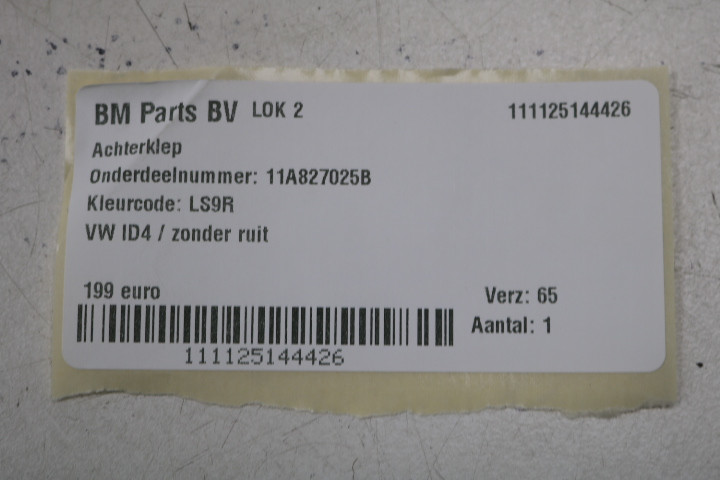 BM Parts BV LOK 2 111125144426
Achterklep
Onderdeelnummer: 11A827025B
Kleurcode: LS9R
VW ID4 / zonder ruit
199 euro Verz: 65
Aantal: 1
111125144426